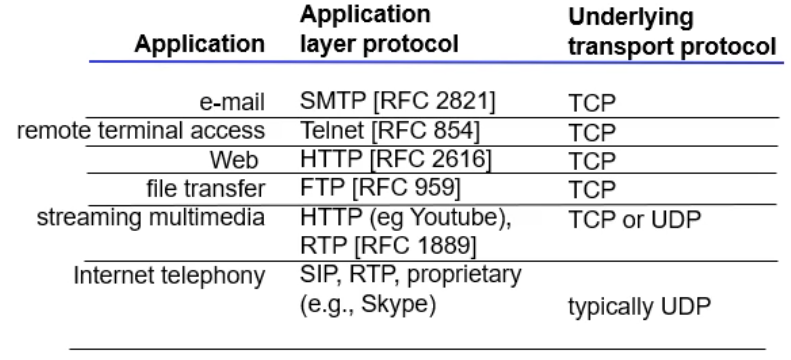 Application Application layer protocol Underlying transport protocol
e-mail SMTP [RFC 2821] TCP
remote terminal access Telnet [RFC 854] TCP
Web HTTP [RFC 2616] TCP
file transfer FTP [RFC 959] TCP
streaming multimedia HTTP (eg Youtube), RTP [RFC 1889] TCP or UDP
Internet telephony SIP, RTP, proprietary (e.g., Skype) typically UDP